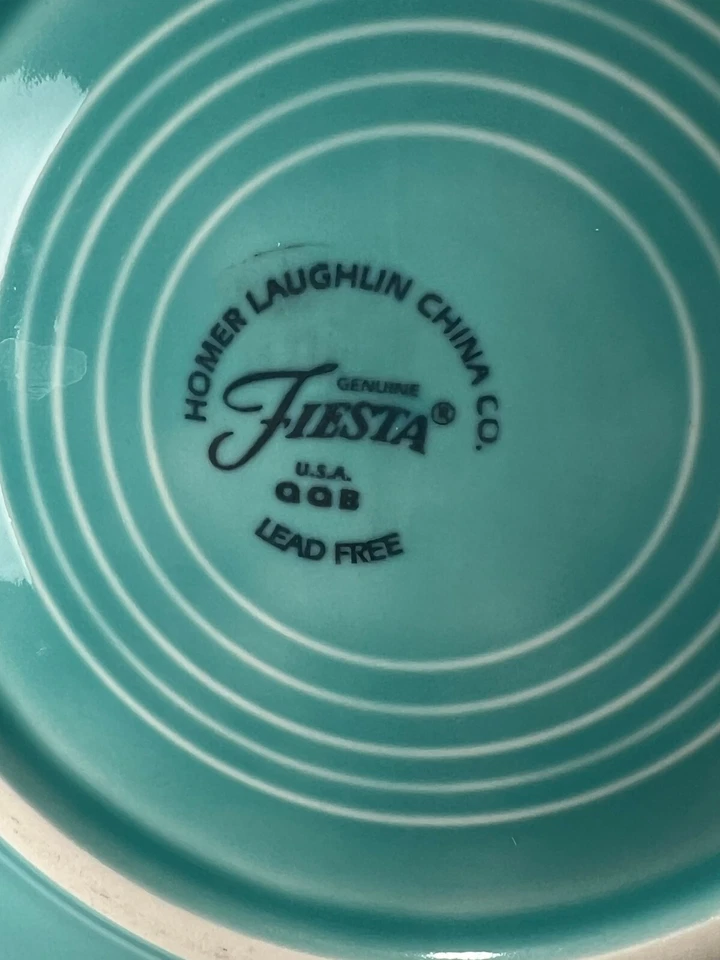 HOMER LAUGHLIN CHINA CO.
GENUINE
FIESTA®
U.S.A.
QQB
LEAD FREE